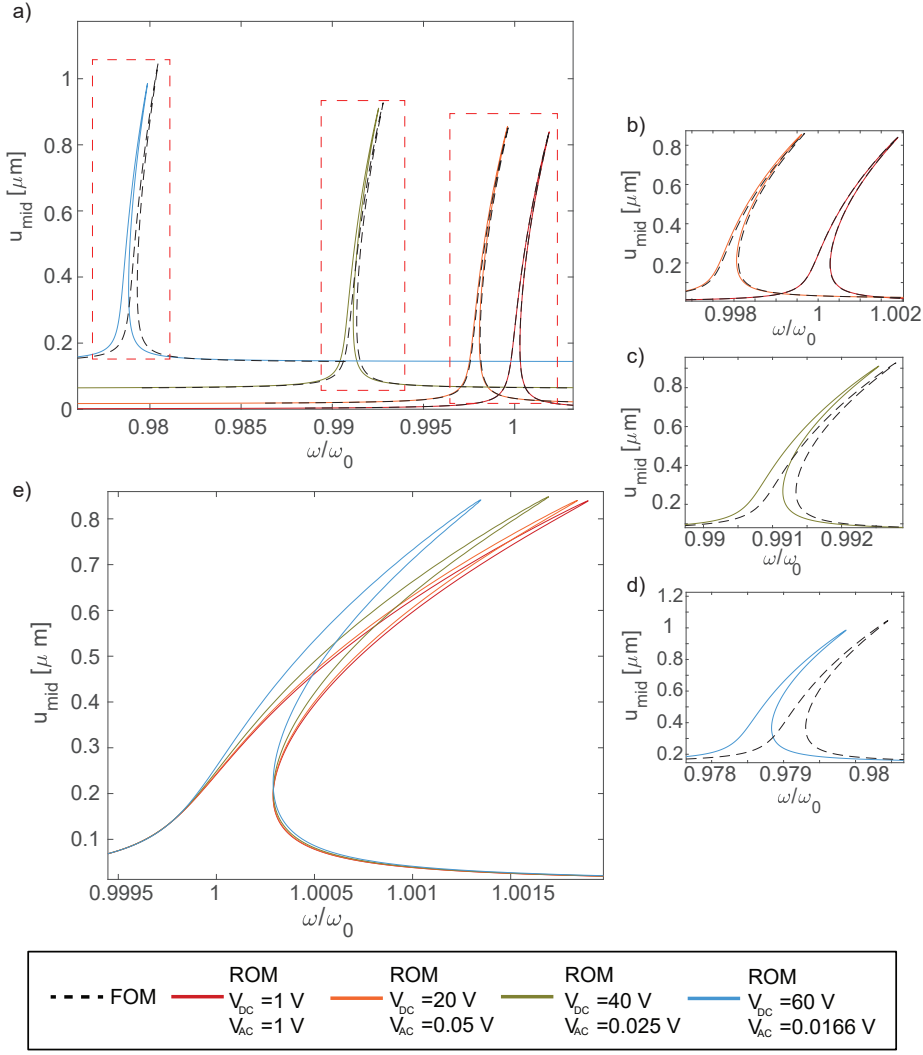 a)
u_mid [μm]
1
0.8
0.6
0.4
0.2
0
0.98
0.985
0.99
0.995
1
ω/ω_0
b)
u_mid [μm]
0.8
0.6
0.4
0.2
0.998
1
1.002
ω/ω_0
c)
u_mid [μm]
0.8
0.6
0.4
0.2
0.99
0.991
0.992
ω/ω_0
d)
u_mid [μm]
1.2
1
0.8
0.6
0.4
0.2
0.978
0.979
0.98
ω/ω_0
e)
u_mid [μ m]
0.8
0.7
0.6
0.5
0.4
0.3
0.2
0.1
0.9995
1
1.0005
1.001
1.0015
ω/ω_0
FOM
ROM
V_DC =1 V
V_AC =1 V
ROM
V_DC =20 V
V_AC =0.05 V
ROM
V_DC =40 V
V_AC =0.025 V
ROM
V_DC =60 V
V_AC =0.0166 V